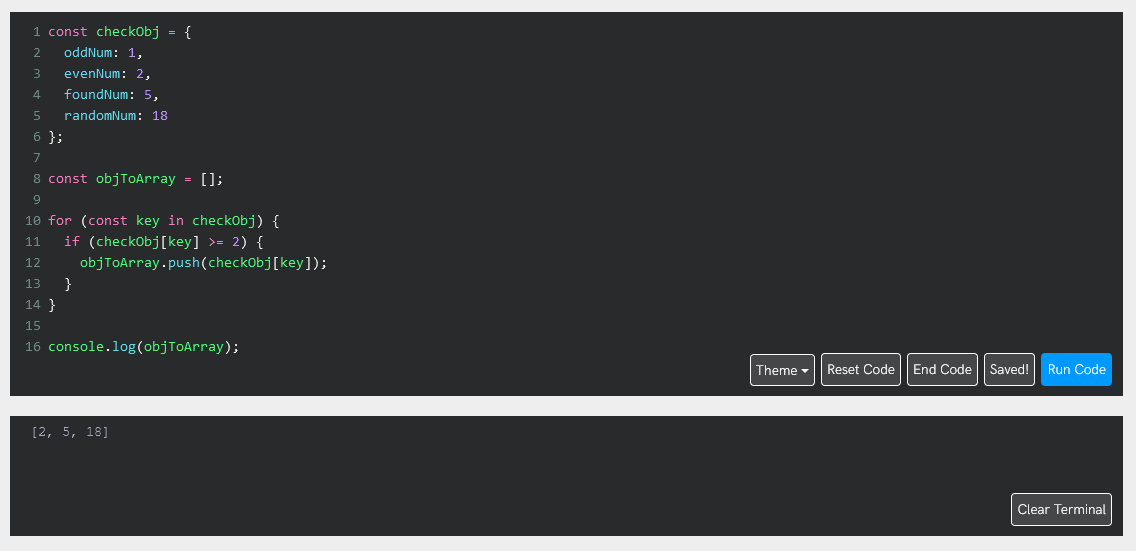 1 const checkObj = {
2   oddNum: 1,
3   evenNum: 2,
4   foundNum: 5,
5   randomNum: 18
6 };
7
8 const objToArray = [];
9
10 for (const key in checkObj) {
11   if (checkObj[key] >= 2) {
12     objToArray.push(checkObj[key]);
13   }
14 }
15
16 console.log(objToArray);
Theme Reset Code End Code Saved! Run Code
[2, 5, 18]
Clear Terminal